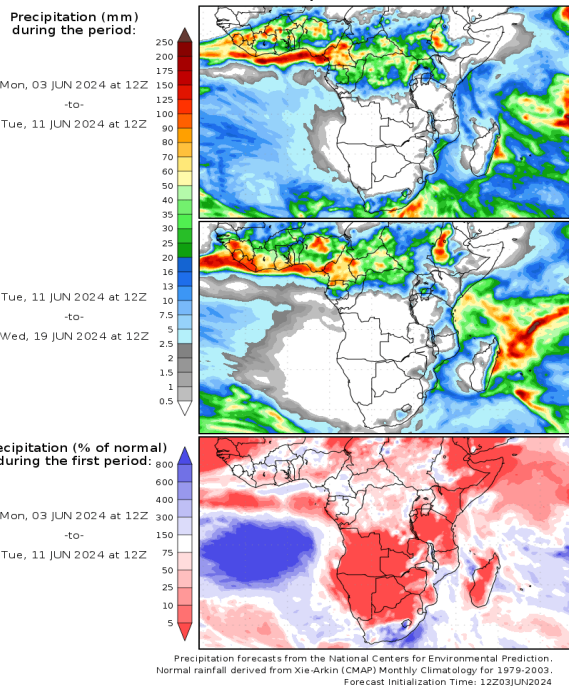 Precipitation (mm)
during the period:
250
200
175
150
125
100
90
80
70
60
50
40
35
30
25
20
16
13
10
7.5
5
2.5
2
1.5
1
0.5
Mon, 03 JUN 2024 at 12Z
-to-
Tue, 11 JUN 2024 at 12Z
Tue, 11 JUN 2024 at 12Z
-to-
Wed, 19 JUN 2024 at 12Z
ecipitation (% of normal)
during the first period:
800
600
400
300
150
75
50
25
10
5
Mon, 03 JUN 2024 at 12Z
-to-
Tue, 11 JUN 2024 at 12Z
Precipitation forecasts from the National Centers for Environmental Prediction.
Normal rainfall derived from Xie-Arkin (CMAP) Monthly Climatology for 1979-2003.
Forecast Initialization Time: 12Z03JUN2024